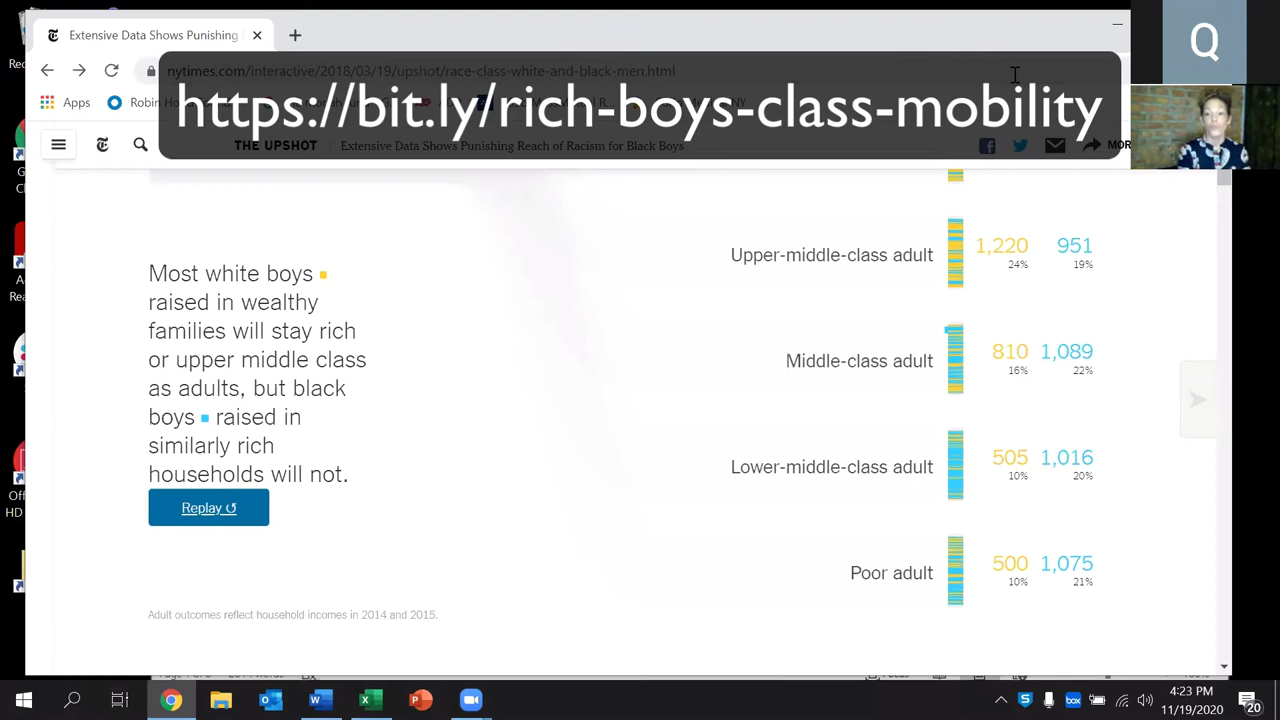 Extensive Data Shows Punishing
nytimes.com/interactive/2018/03/19/upshot/race-class-white-and-black-men.html
https://bit.ly/rich-boys-class-mobility
Q
Apps
THE UPSHOT
Extensive Data Shows Punishing Reach of Racism for Black Boys
Upper-middle-class adult
1,220 951
24% 19%
Most white boys
raised in wealthy
families will stay rich
or upper middle class
as adults, but black
boys raised in
similarly rich
households will not.
Replay
Middle-class adult
810 1,089
16% 22%
Lower-middle-class adult
505 1,016
10% 20%
Poor adult
500 1,075
10% 21%
Adult outcomes reflect household incomes in 2014 and 2015.
4:23 PM
11/19/2020
20